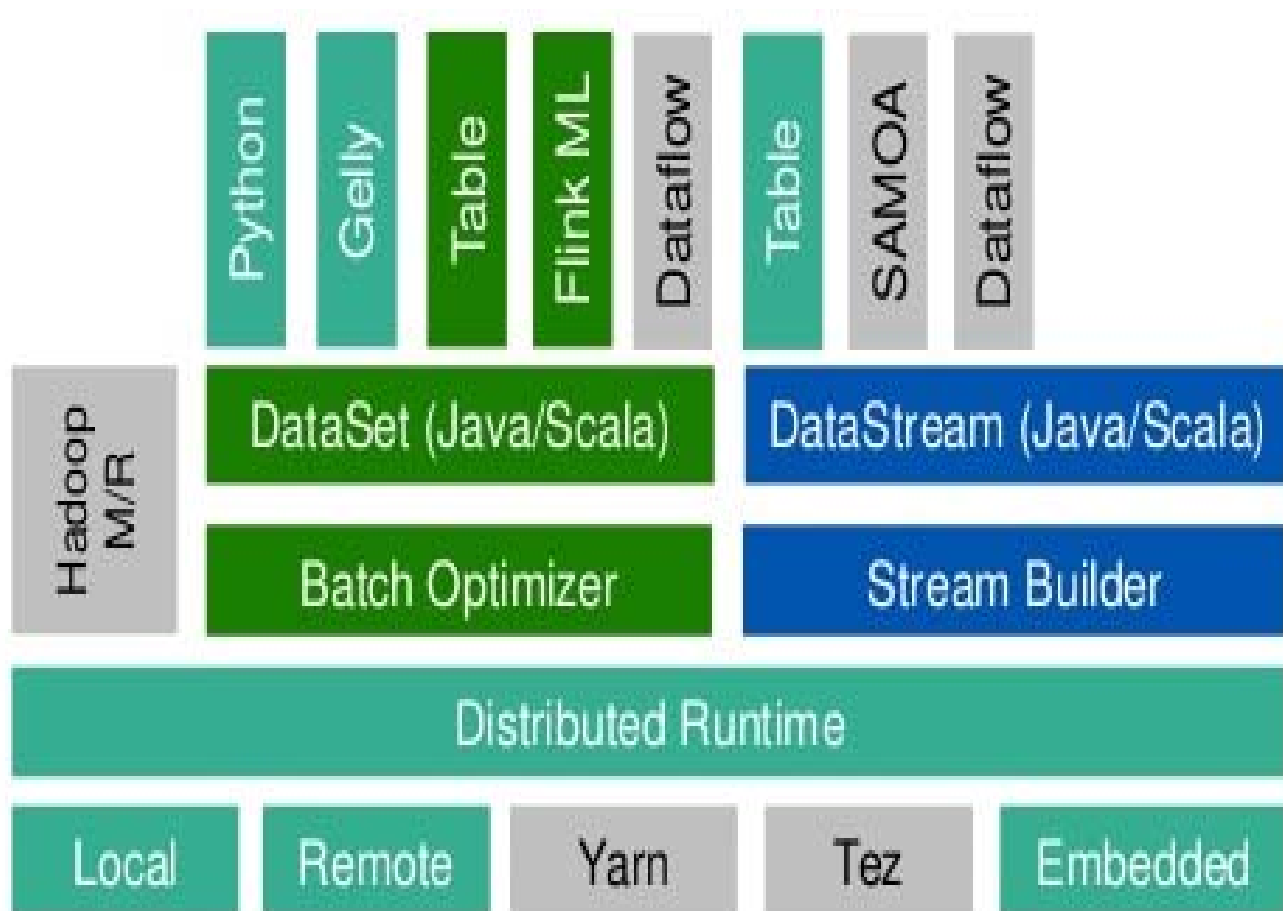 Python
Gelly
Table
Flink ML
Dataflow
Table
SAMOA
Dataflow
Hadoop
M/R
DataSet (Java/Scala)
DataStream (Java/Scala)
Batch Optimizer
Stream Builder
Distributed Runtime
Local
Remote
Yarn
Tez
Embedded